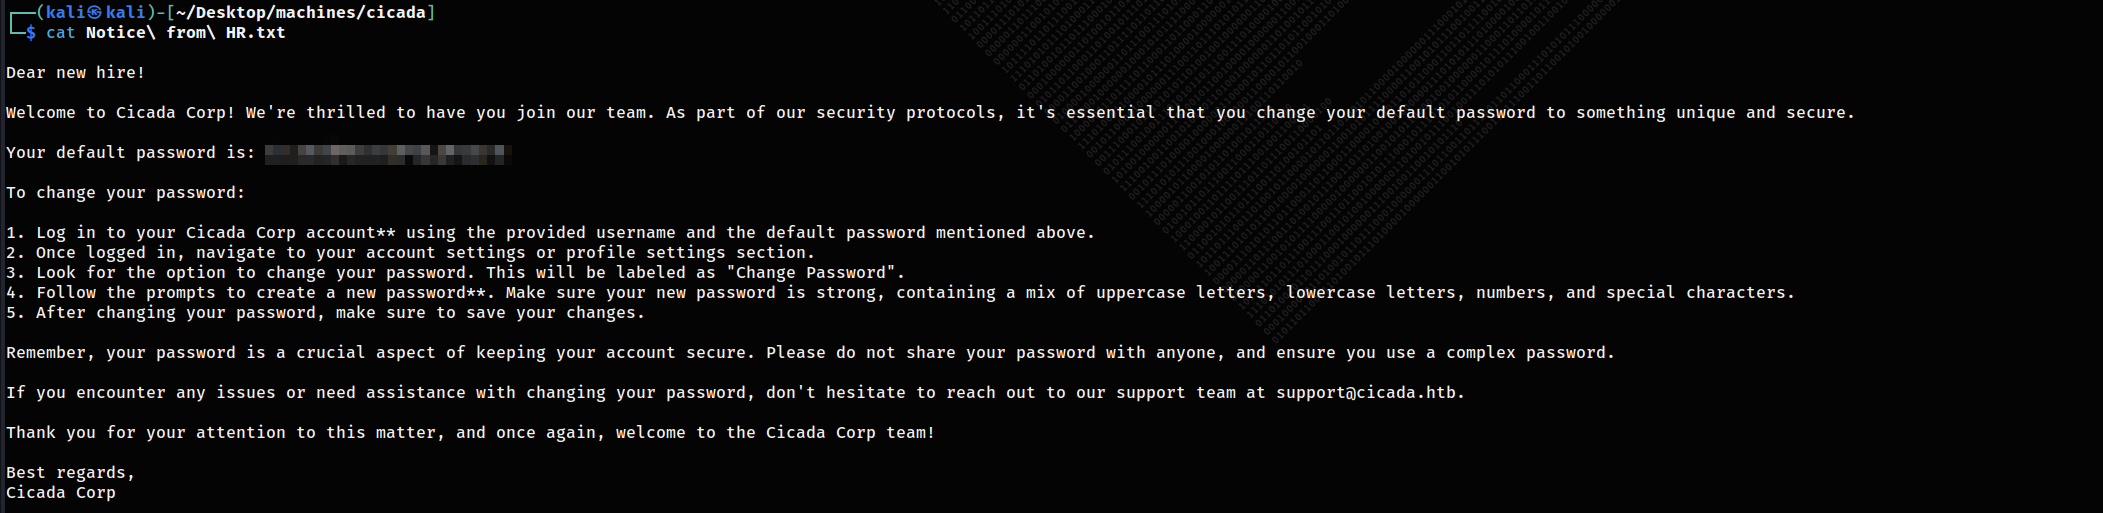 ┌──(kali㉿kali)-[~/Desktop/machines/cicada]
└─$ cat Notice\ from\ HR.txt
Dear new hire!
Welcome to Cicada Corp! We're thrilled to have you join our team. As part of our security protocols, it's essential that you change your default password to something unique and secure.
Your default password is:
To change your password:
1. Log in to your Cicada Corp account** using the provided username and the default password mentioned above.
2. Once logged in, navigate to your account settings or profile settings section.
3. Look for the option to change your password. This will be labeled as "Change Password".
4. Follow the prompts to create a new password**. Make sure your new password is strong, containing a mix of uppercase letters, lowercase letters, numbers, and special characters.
5. After changing your password, make sure to save your changes.
Remember, your password is a crucial aspect of keeping your account secure. Please do not share your password with anyone, and ensure you use a complex password.
If you encounter any issues or need assistance with changing your password, don't hesitate to reach out to our support team at support@cicada.htb.
Thank you for your attention to this matter, and once again, welcome to the Cicada Corp team!
Best regards,
Cicada Corp